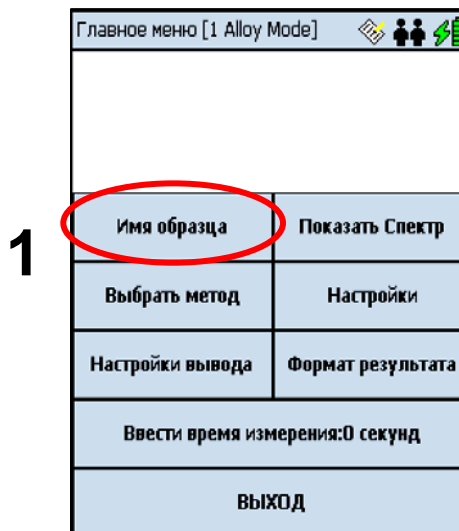 Главное меню [1 Alloy Mode]
1
Имя образца
Показать Спектр
Выбрать метод
Настройки
Настройки вывода
Формат результата
Ввести время измерения:0 секунд
ВЫХОД